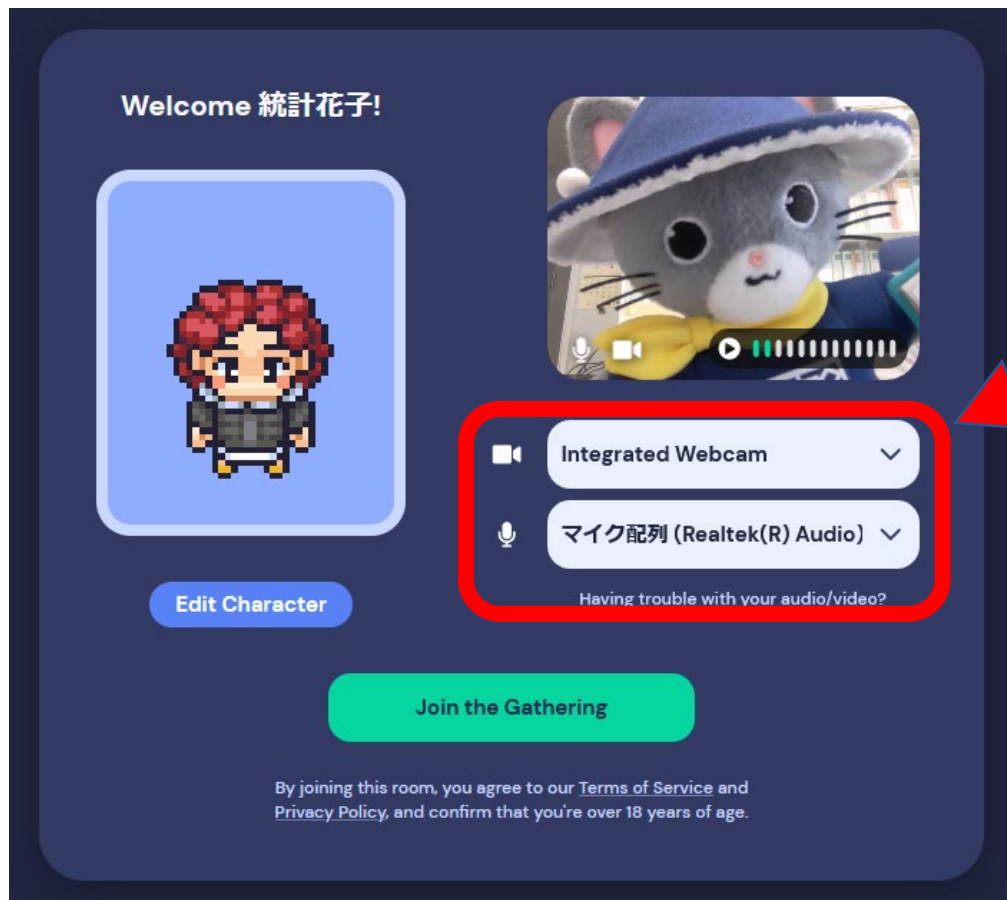 Welcome 統計花子!
Integrated Webcam
マイク配列 (Realtek(R) Audio)
Having trouble with your audio/video?
Edit Character
Join the Gathering
By joining this room, you agree to our Terms of Service and
Privacy Policy, and confirm that you're over 18 years of age.